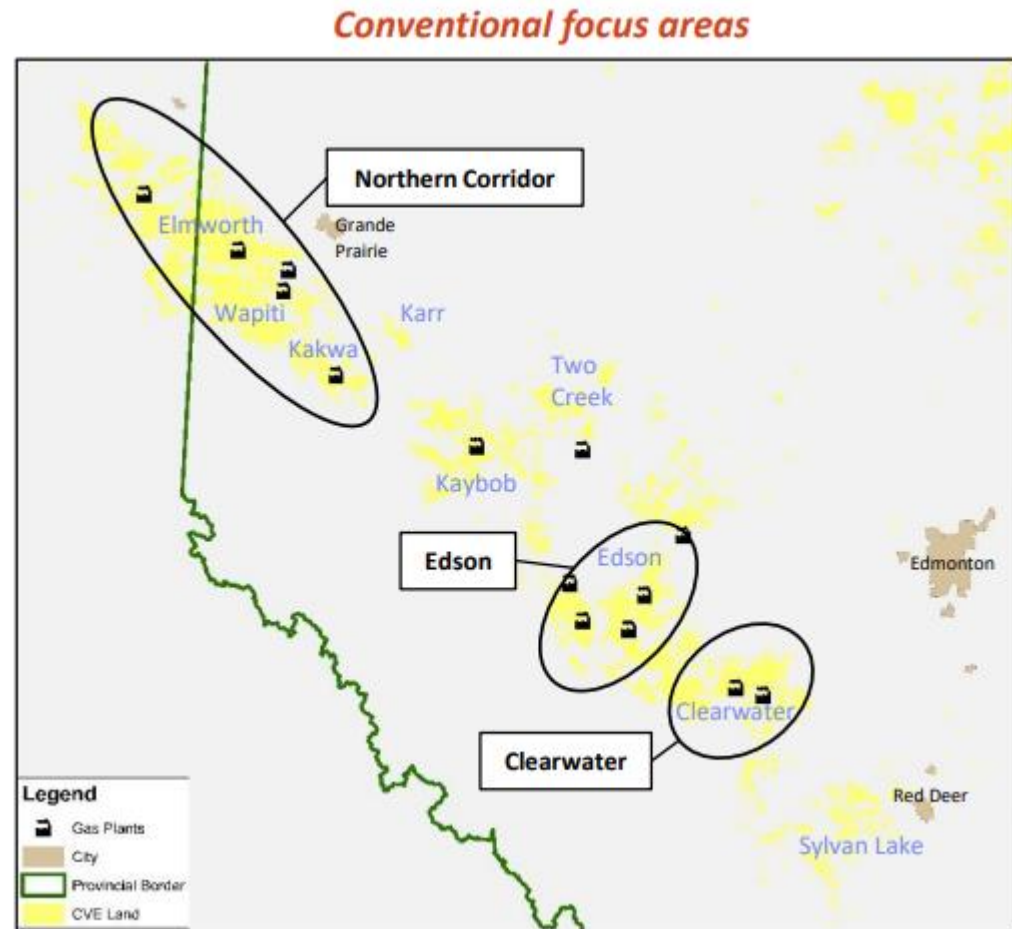 Conventional focus areas
Northern Corridor
Elmworth
Grande
Prairie
Wapiti
Karr
Kakwa
Two
Creek
Kaybob
Edson
Edson
Edmonton
Clearwater
Clearwater
Red Deer
Sylvan Lake
Legend
Gas Plants
City
Provincial Border
CVE Land